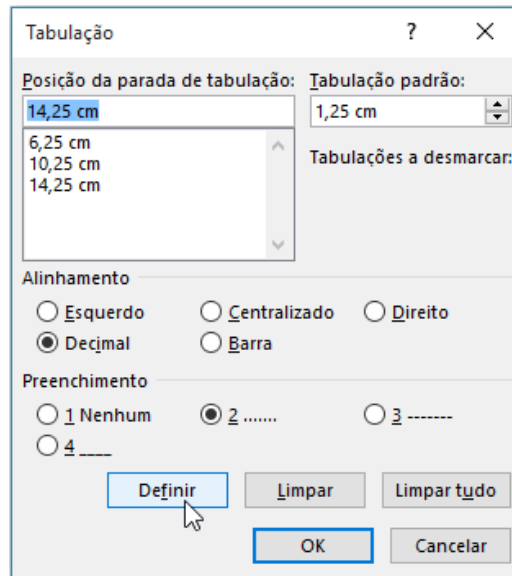 Tabulação ?
Posição da parada de tabulação: Tabulação padrão:
14,25 cm 1,25 cm
6,25 cm
10,25 cm
14,25 cm
Tabulações a desmarcar:
Alinhamento
Esquerdo Centralizado Direito
Decimal Barra
Preenchimento
1 Nenhum 2 ....... 3 -------
4 ____
Definir Limpar Limpar tudo
OK Cancelar